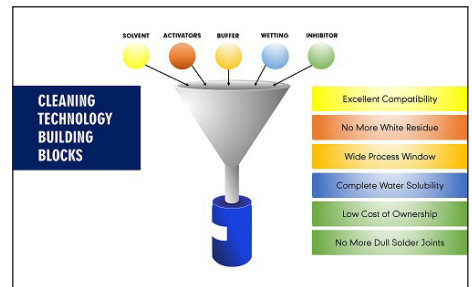 SOLVENT ACTIVATORS BUFFER WETTING INHIBITOR
CLEANING
TECHNOLOGY
BUILDING
BLOCKS
Excellent Compatibility
No More White Residue
Wide Process Window
Complete Water Solubility
Low Cost of Ownership
No More Dull Solder Joints